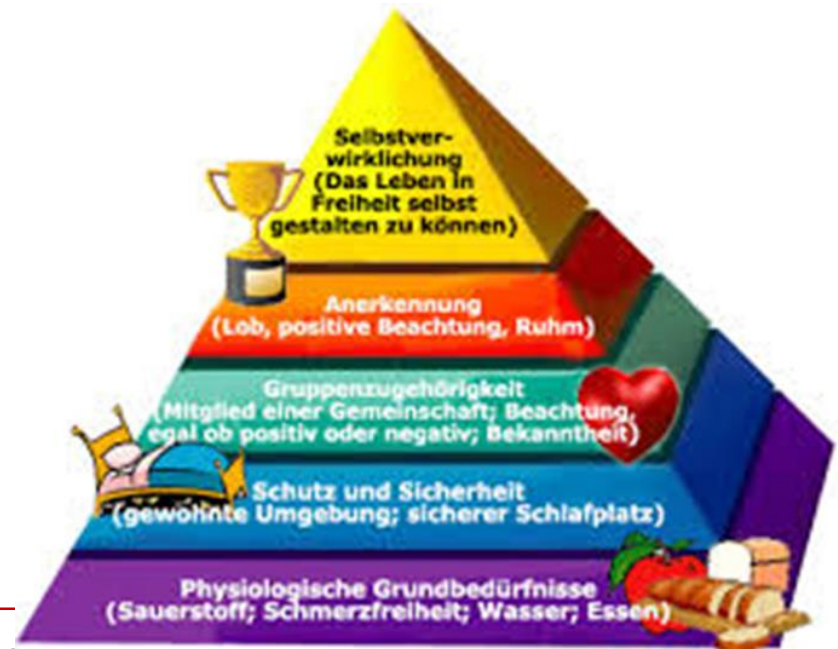 Selbstver-
wirklichung
(Das Leben in
Freiheit selbst
gestalten zu können)
Anerkennung
(Lob, positive Beachtung, Ruhm)
Gruppenzugehörigkeit
(Mitglied einer Gemeinschaft; Beachtung,
egal ob positiv oder negativ; Bekanntheit)
Schutz und Sicherheit
(gewohnte Umgebung; sicherer Schlafplatz)
Physiologische Grundbedürfnisse
(Sauerstoff; Schmerzfreiheit; Wasser; Essen)